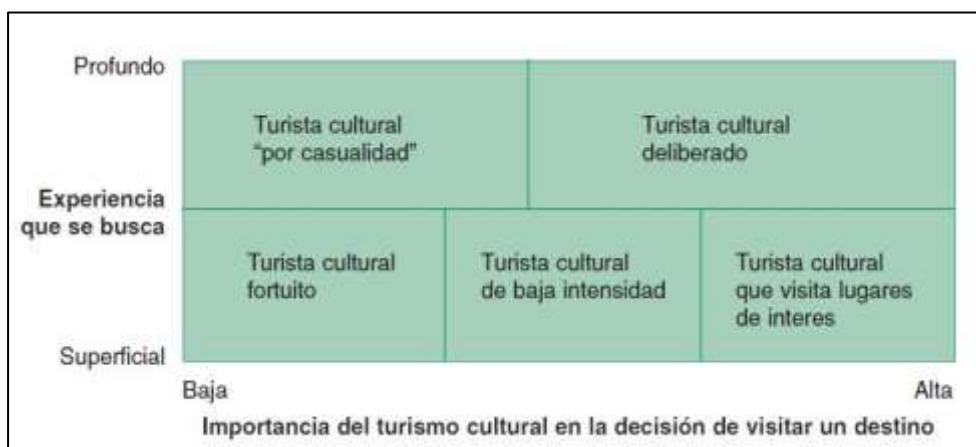 Profundo
Turista cultural
"por casualidad"
Turista cultural
deliberado
Experiencia
que se busca
Turista cultural
fortuito
Turista cultural
de baja intensidad
Turista cultural
que visita lugares
de interes
Superficial
Baja
Alta
Importancia del turismo cultural en la decisión de visitar un destino